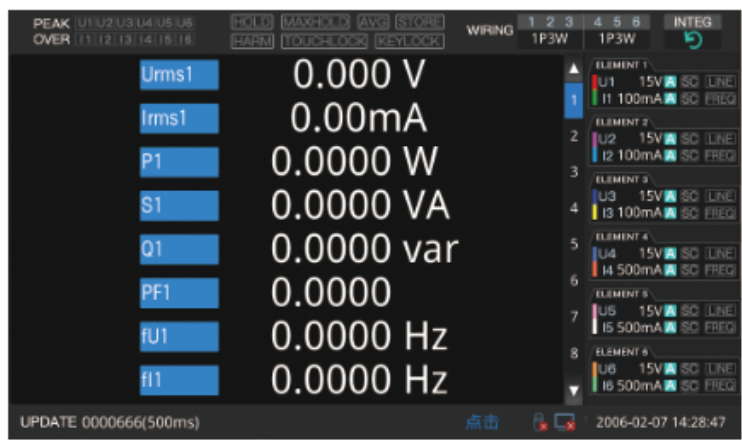 PEAK U1 U2 U3 U4 U5 U6 HOLD MAXHOLD AVG STORE WIRING 1 2 3 4 5 6 INTEG
OVER I1 I2 I3 I4 I5 I6 HARM TOUCHLOCK KEYLOCK 1P3W 1P3W
Urms1 0.000 V
Irms1 0.00mA
P1 0.0000 W
S1 0.0000 VA
Q1 0.0000 var
PF1 0.0000
fU1 0.0000 Hz
fI1 0.0000 Hz
1
2
3
4
5
6
7
8
ELEMENT 1
U1 15V A SC LINE
I1 100mA A SC FREQ
ELEMENT 2
U2 15V A SC LINE
I2 100mA A SC FREQ
ELEMENT 3
U3 15V A SC LINE
I3 100mA A SC FREQ
ELEMENT 4
U4 15V A SC LINE
I4 500mA A SC FREQ
ELEMENT 5
U5 15V A SC LINE
I5 500mA A SC FREQ
ELEMENT 6
U6 15V A SC LINE
I6 500mA A SC FREQ
UPDATE 0000666(500ms) 点击 2006-02-07 14:28:47